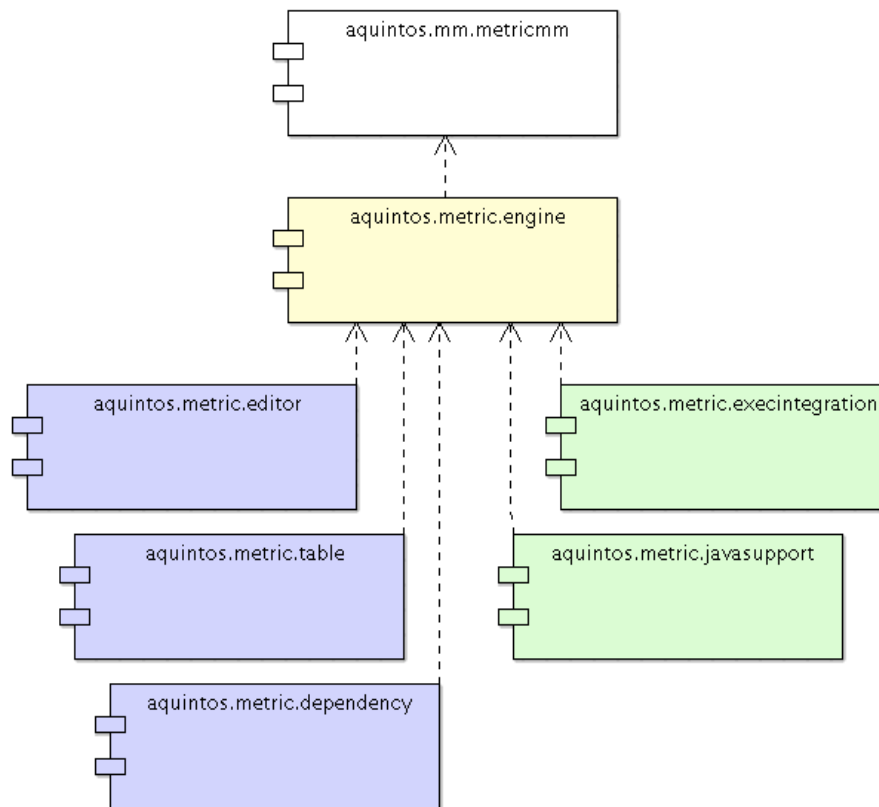 aquintos.mm.metricmm
aquintos.metric.engine
aquintos.metric.editor
aquintos.metric.execintegration
aquintos.metric.table
aquintos.metric.javasupport
aquintos.metric.dependency